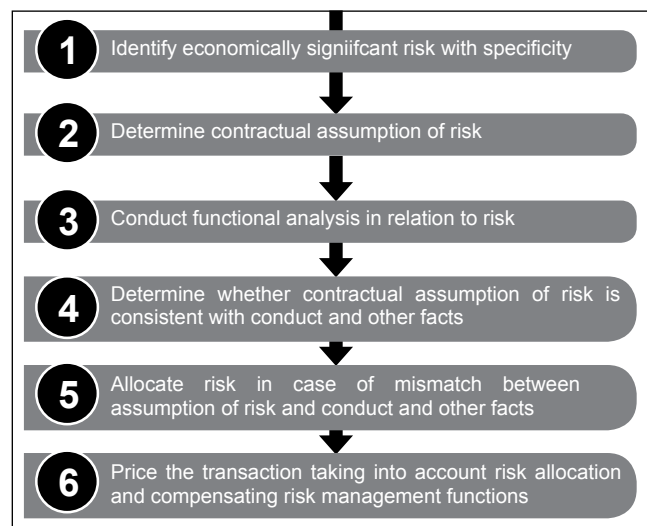 1 Identify economically signiifcant risk with specificity
2 Determine contractual assumption of risk
3 Conduct functional analysis in relation to risk
4 Determine whether contractual assumption of risk is
consistent with conduct and other facts
5 Allocate risk in case of mismatch between
assumption of risk and conduct and other facts
6 Price the transaction taking into account risk allocation
and compensating risk management functions